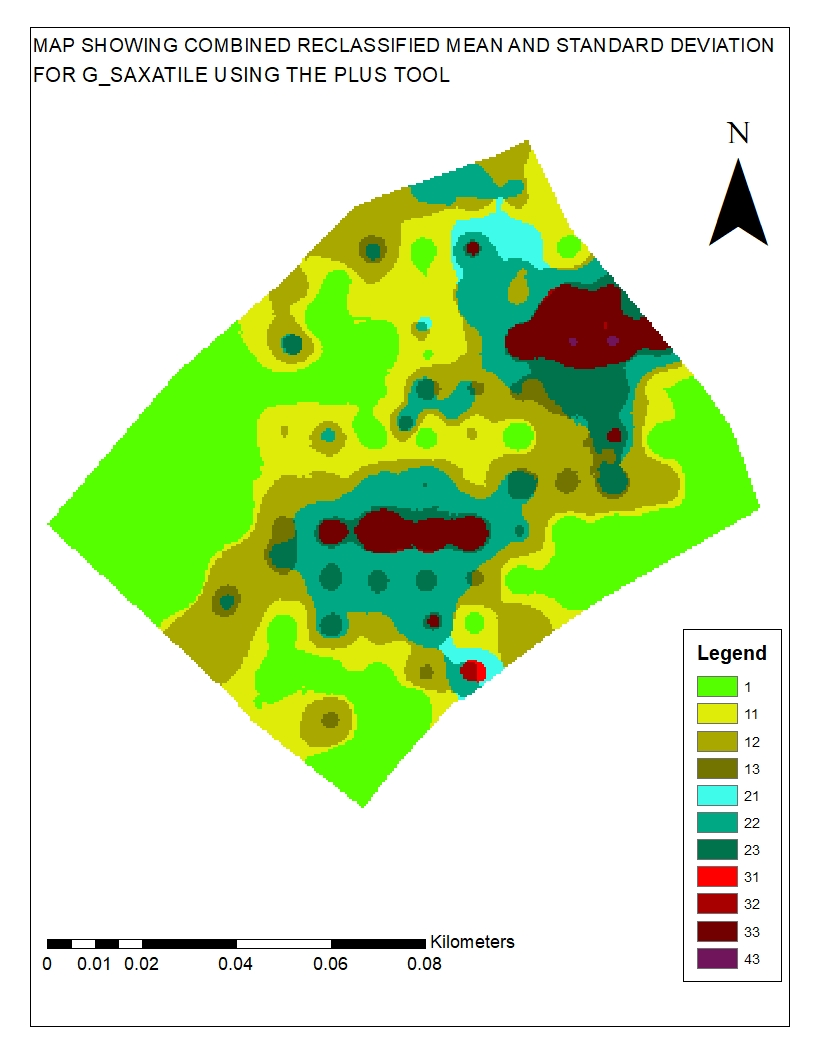 MAP SHOWING COMBINED RECLASSIFIED MEAN AND STANDARD DEVIATION
FOR G_SAXATILE USING THE PLUS TOOL
N
Legend
1
11
12
13
21
22
23
31
32
33
43
Kilometers
0 0.01 0.02 0.04 0.06 0.08